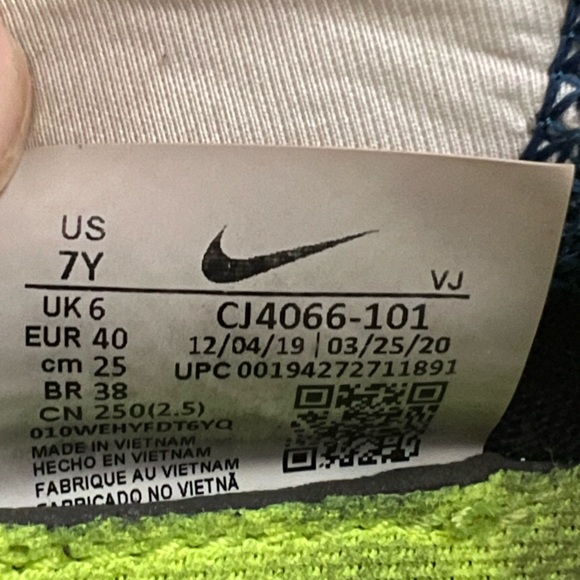 US
7Y
VJ
UK 6
CJ4066-101
EUR 40
12/04/19 | 03/25/20
cm 25
UPC 00194272711891
BR 38
CN 250(2.5)
010WEHYFDT6YQ
MADE IN VIETNAM
HECHO EN VIETNAM
FABRIQUE AU VIETNAM
FABRICADO NO VIETNÃ